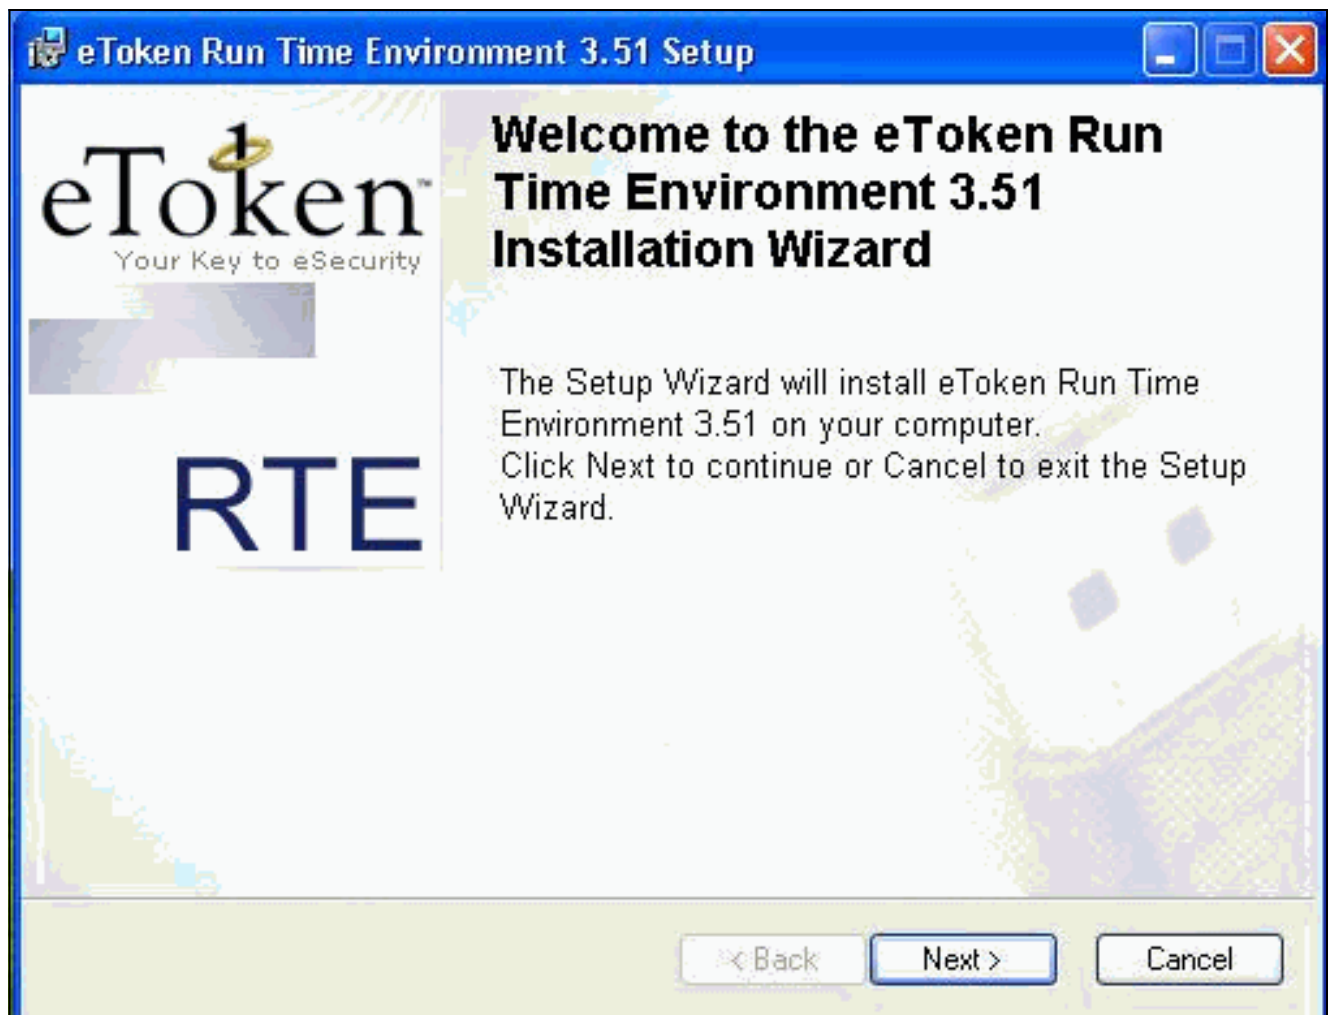 eToken Run Time Environment 3.51 Setup
eToken™
Your Key to eSecurity
RTE
Welcome to the eToken Run
Time Environment 3.51
Installation Wizard
The Setup Wizard will install eToken Run Time
Environment 3.51 on your computer.
Click Next to continue or Cancel to exit the Setup
Wizard.
< Back
Next >
Cancel